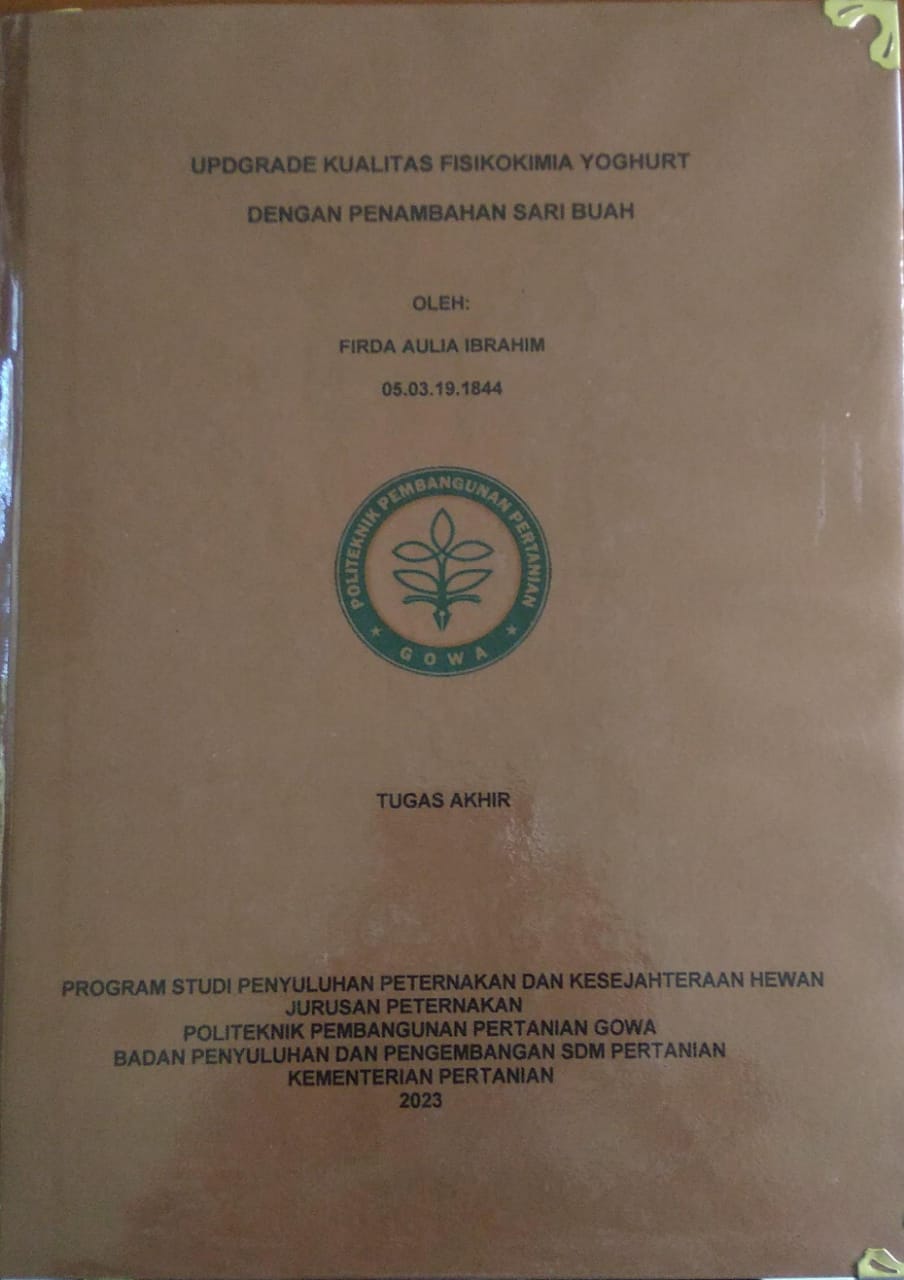 UPDGRADE KUALITAS FISIKOKIMIA YOGHURT
DENGAN PENAMBAHAN SARI BUAH
OLEH:
FIRDA AULIA IBRAHIM
05.03.19.1844
POLITEKNIK PEMBANGUNAN PERTANIAN
GOWA
TUGAS AKHIR
PROGRAM STUDI PENYULUHAN PETERNAKAN DAN KESEJAHTERAAN HEWAN
JURUSAN PETERNAKAN
POLITEKNIK PEMBANGUNAN PERTANIAN GOWA
BADAN PENYULUHAN DAN PENGEMBANGAN SDM PERTANIAN
KEMENTERIAN PERTANIAN
2023